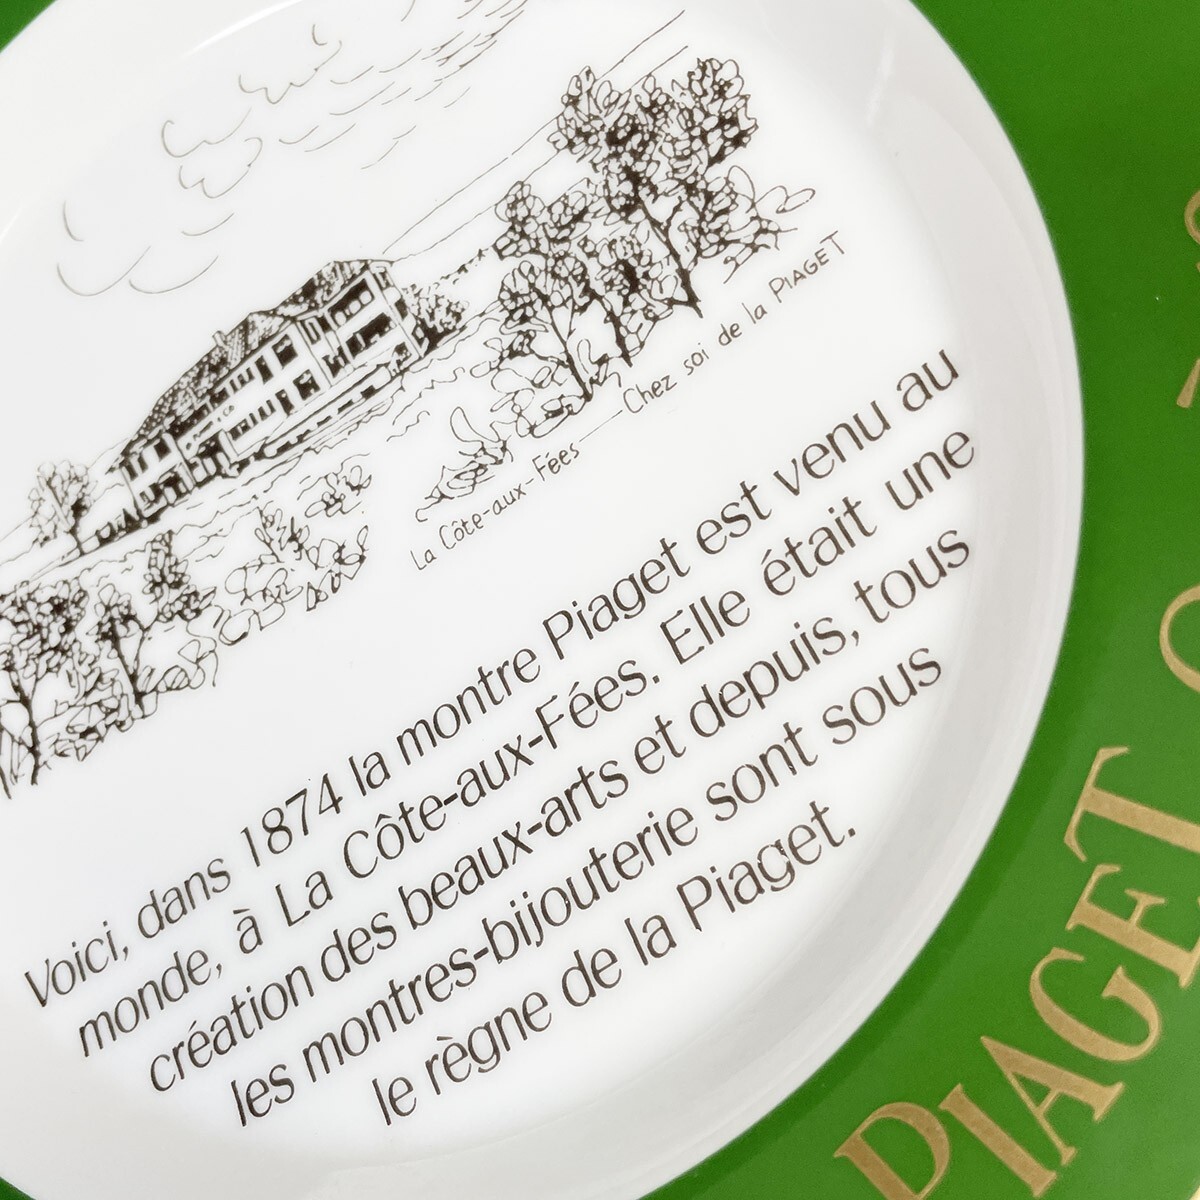 La Côte-aux-Fées — Chez soi de la PIAGET
Voici, dans 1874 la montre Piaget est venu au
monde, à La Côte-aux-Fées. Elle était une
création des beaux-arts et depuis, tous
les montres-bijouterie sont sous
le règne de la Piaget.
PIAGET